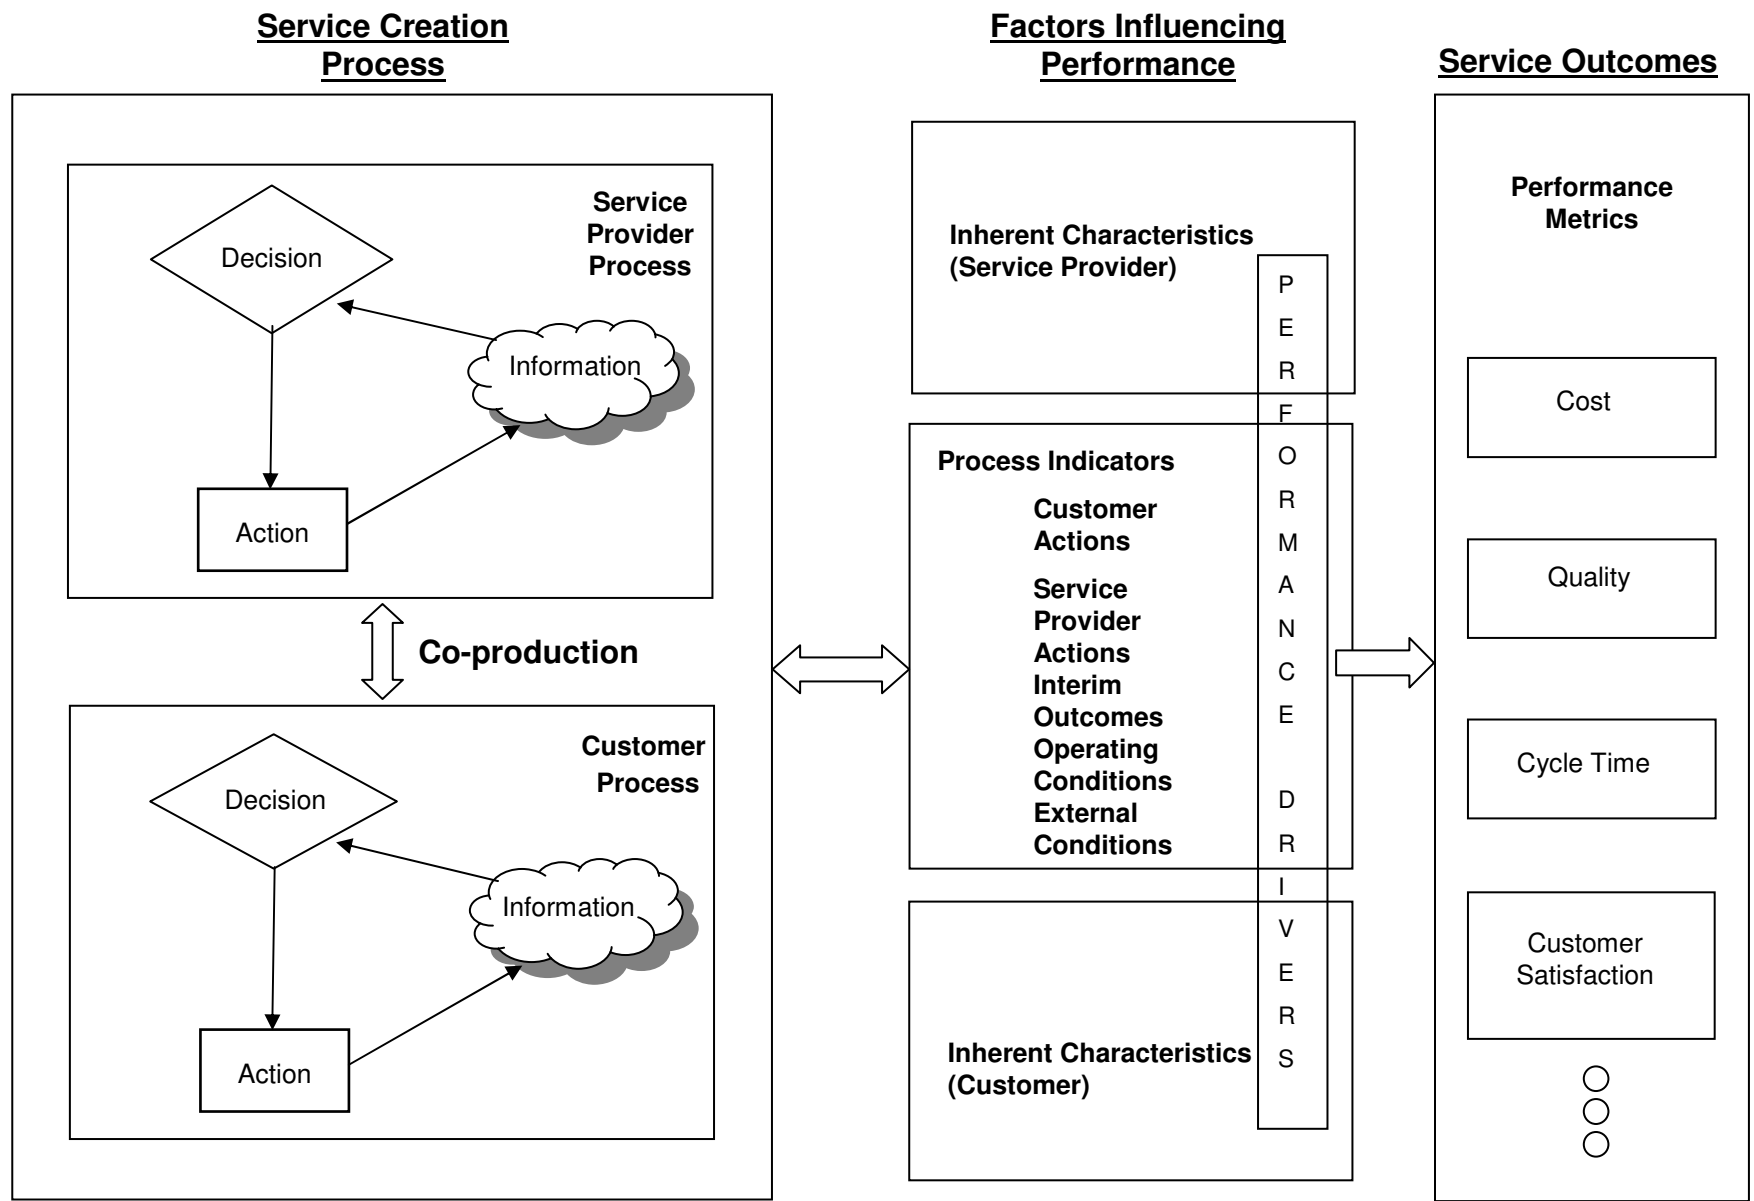 Service Creation
Process
Service
Provider
Process
Decision
Information
Action
Co-production
Customer
Process
Decision
Information
Action
Factors Influencing
Performance
Inherent Characteristics
(Service Provider)
Process Indicators
Customer
Actions
Service
Provider
Actions
Interim
Outcomes
Operating
Conditions
External
Conditions
Inherent Characteristics
(Customer)
P
E
R
F
O
R
M
A
N
C
E
D
R
I
V
E
R
S
Service Outcomes
Performance
Metrics
Cost
Quality
Cycle Time
Customer
Satisfaction